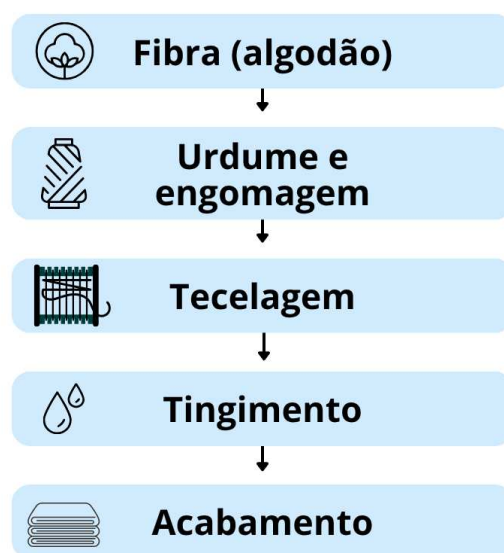 Fibra (algodão)
Urdume e
engomagem
Tecelagem
Tingimento
Acabamento